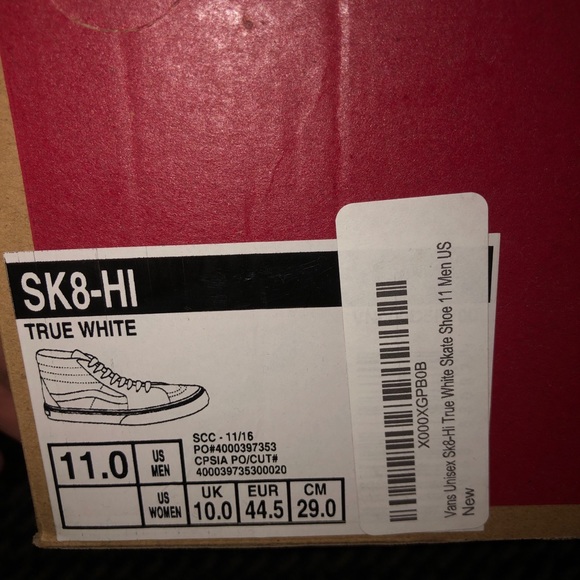 SK8-HI
TRUE WHITE
SCC - 11/16
PO#4000397353
CPSIA PO/CUT#
400039735300020
11.0 US MEN
US WOMEN
UK 10.0
EUR 44.5
CM 29.0
X000XGPB0B
Vans Unisex Sk8-Hi True White Skate Shoe 11 Men US
New